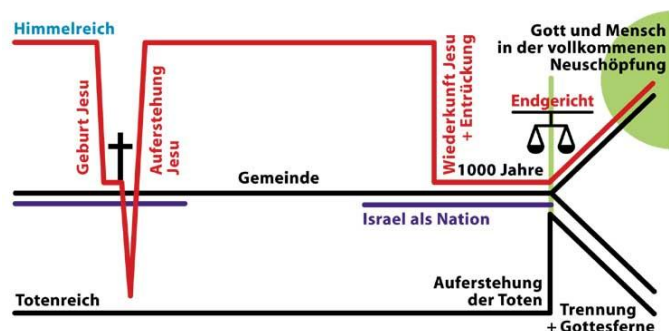 Himmelreich
Geburt Jesu
Auferstehung
Jesu
Wiederkunft Jesu
+ Entrückung
Gott und Mensch
in der vollkommenen
Neuschöpfung
Endgericht
1000 Jahre
Gemeinde
Israel als Nation
Totenreich
Auferstehung
der Toten
Trennung
+ Gottesferne